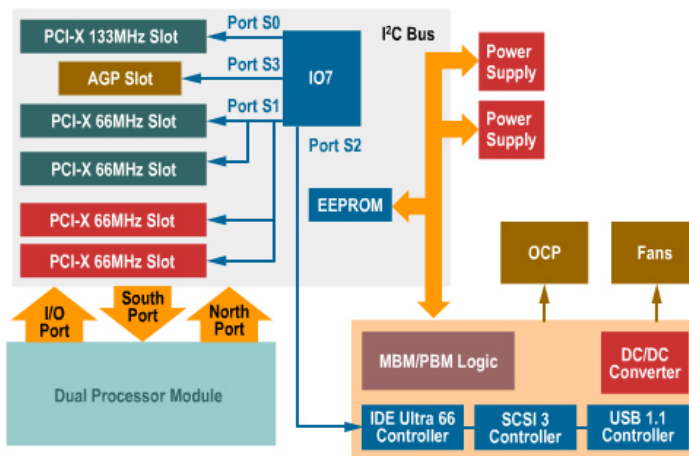 PCI-X 133MHz Slot
Port S0
IO7
I²C Bus
Power
Supply
AGP Slot
Port S3
PCI-X 66MHz Slot
Port S1
Power
Supply
Port S2
PCI-X 66MHz Slot
EEPROM
PCI-X 66MHz Slot
PCI-X 66MHz Slot
OCP
Fans
I/O
Port
South
Port
North
Port
Dual Processor Module
MBM/PBM Logic
DC/DC
Converter
IDE Ultra 66
Controller
SCSI 3
Controller
USB 1.1
Controller